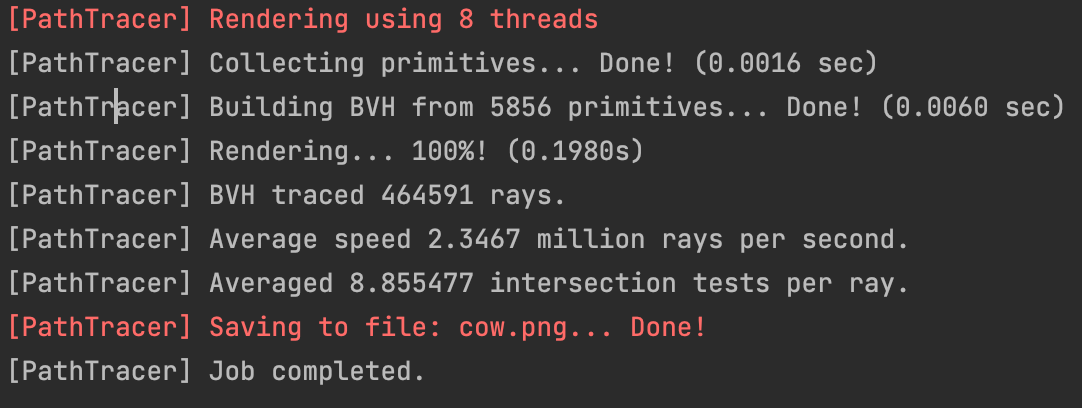 [PathTracer] Rendering using 8 threads
[PathTracer] Collecting primitives... Done! (0.0016 sec)
[PathTracer] Building BVH from 5856 primitives... Done! (0.0060 sec)
[PathTracer] Rendering... 100%! (0.1980s)
[PathTracer] BVH traced 464591 rays.
[PathTracer] Average speed 2.3467 million rays per second.
[PathTracer] Averaged 8.855477 intersection tests per ray.
[PathTracer] Saving to file: cow.png... Done!
[PathTracer] Job completed.